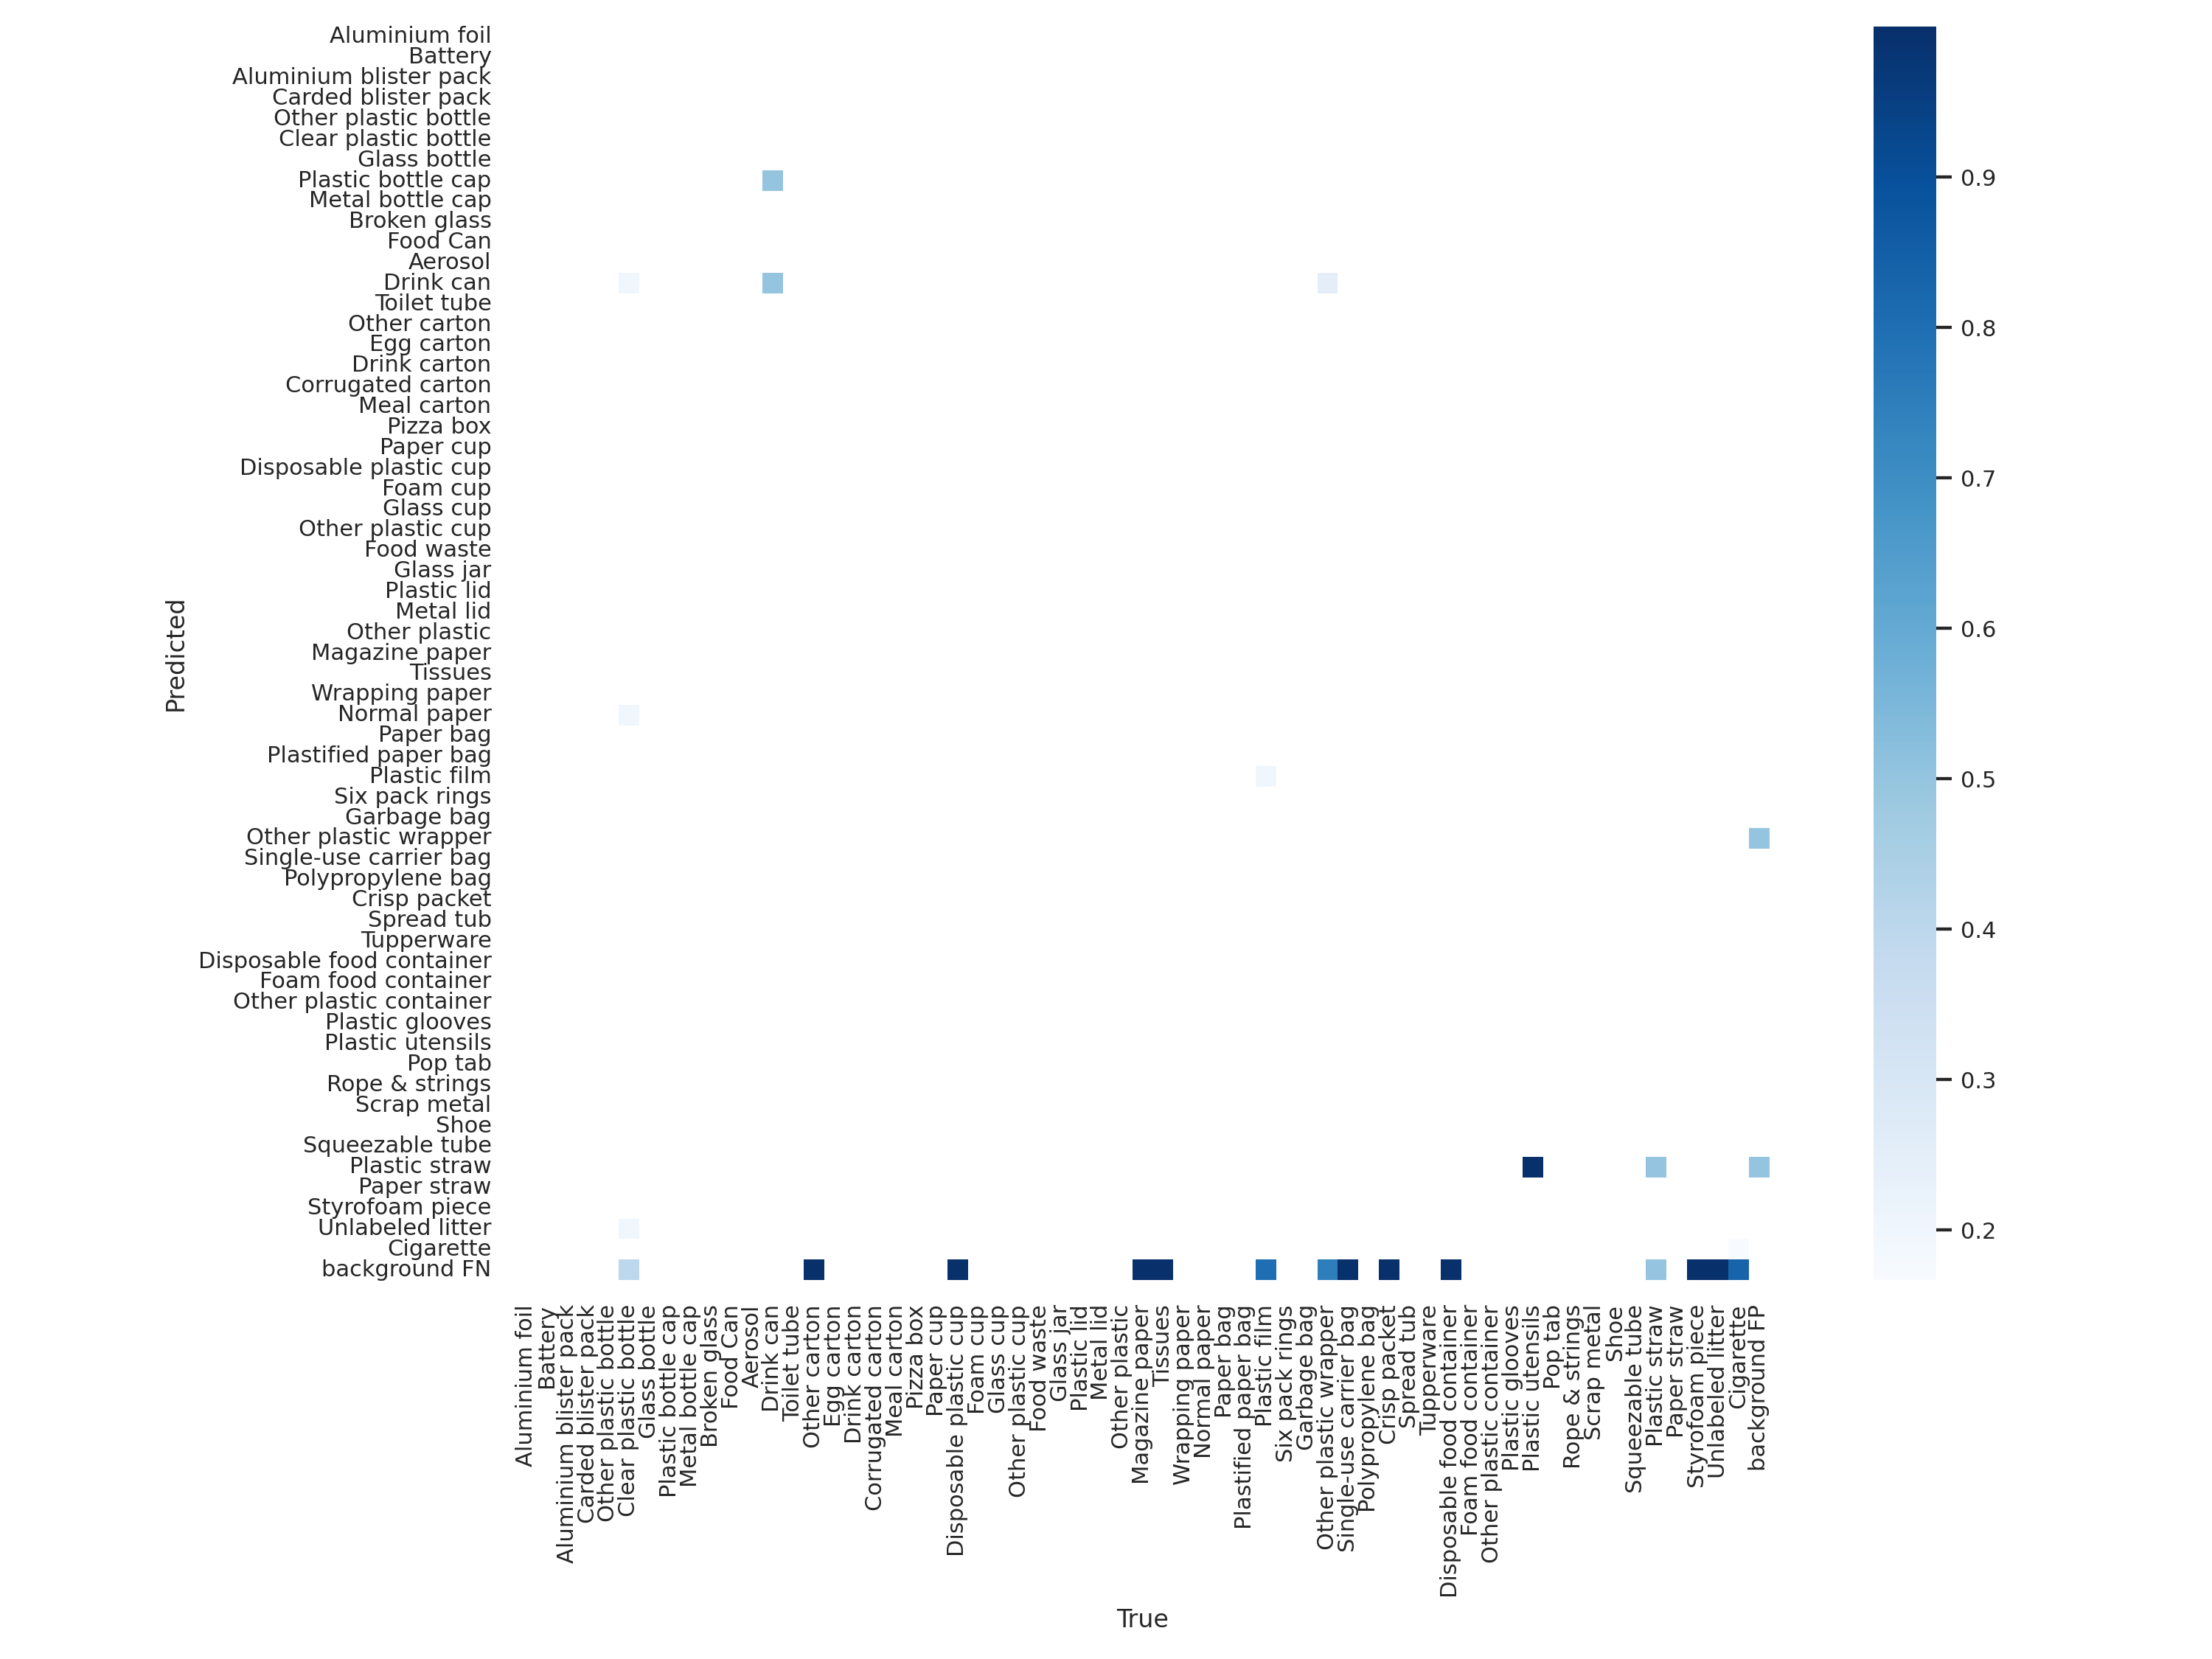 Aluminium foil
Battery
Aluminium blister pack
Carded blister pack
Other plastic bottle
Clear plastic bottle
Glass bottle
Plastic bottle cap
Metal bottle cap
Broken glass
Food Can
Aerosol
Drink can
Toilet tube
Other carton
Egg carton
Drink carton
Corrugated carton
Meal carton
Pizza box
Paper cup
Disposable plastic cup
Foam cup
Glass cup
Other plastic cup
Food waste
Glass jar
Plastic lid
Metal lid
Other plastic
Magazine paper
Tissues
Wrapping paper
Normal paper
Paper bag
Plastified paper bag
Plastic film
Six pack rings
Garbage bag
Other plastic wrapper
Single-use carrier bag
Polypropylene bag
Crisp packet
Spread tub
Tupperware
Disposable food container
Foam food container
Other plastic container
Plastic glooves
Plastic utensils
Pop tab
Rope & strings
Scrap metal
Shoe
Squeezable tube
Plastic straw
Paper straw
Styrofoam piece
Unlabeled litter
Cigarette
background FN
Predicted
Aluminium foil
Battery
Aluminium blister pack
Carded blister pack
Other plastic bottle
Clear plastic bottle
Glass bottle
Plastic bottle cap
Metal bottle cap
Broken glass
Food Can
Aerosol
Drink can
Toilet tube
Other carton
Egg carton
Drink carton
Corrugated carton
Meal carton
Pizza box
Paper cup
Disposable plastic cup
Foam cup
Glass cup
Other plastic cup
Food waste
Glass jar
Plastic lid
Metal lid
Other plastic
Magazine paper
Tissues
Wrapping paper
Normal paper
Paper bag
Plastified paper bag
Plastic film
Six pack rings
Garbage bag
Other plastic wrapper
Single-use carrier bag
Polypropylene bag
Crisp packet
Spread tub
Tupperware
Disposable food container
Foam food container
Other plastic container
Plastic glooves
Plastic utensils
Pop tab
Rope & strings
Scrap metal
Shoe
Squeezable tube
Plastic straw
Paper straw
Styrofoam piece
Unlabeled litter
Cigarette
background FP
True
0.9
0.8
0.7
0.6
0.5
0.4
0.3
0.2